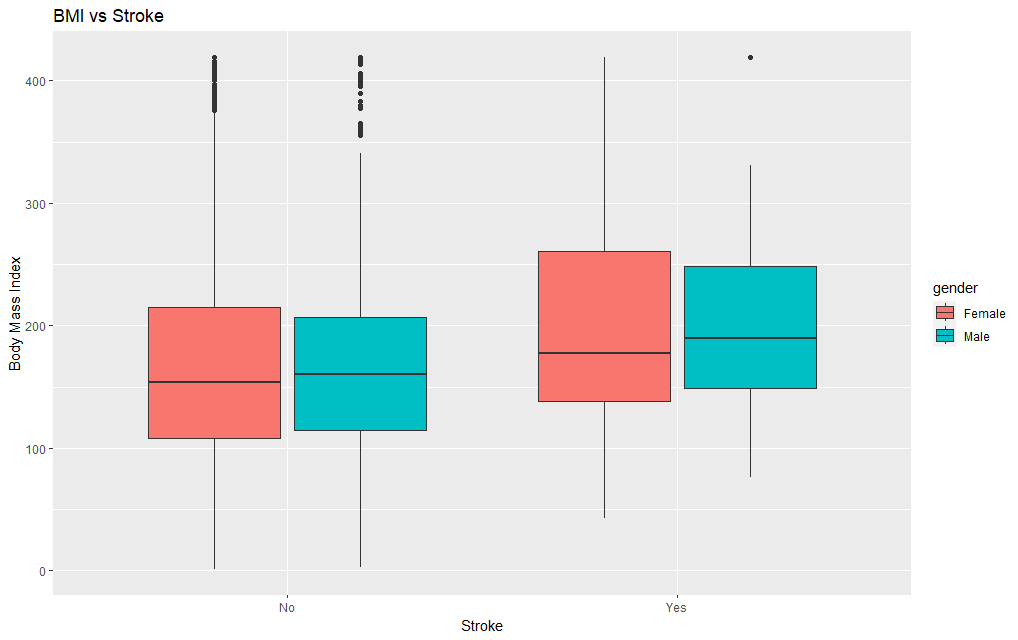 BMI vs Stroke
Body Mass Index
400
300
200
100
0
No
Yes
Stroke
gender
Female
Male